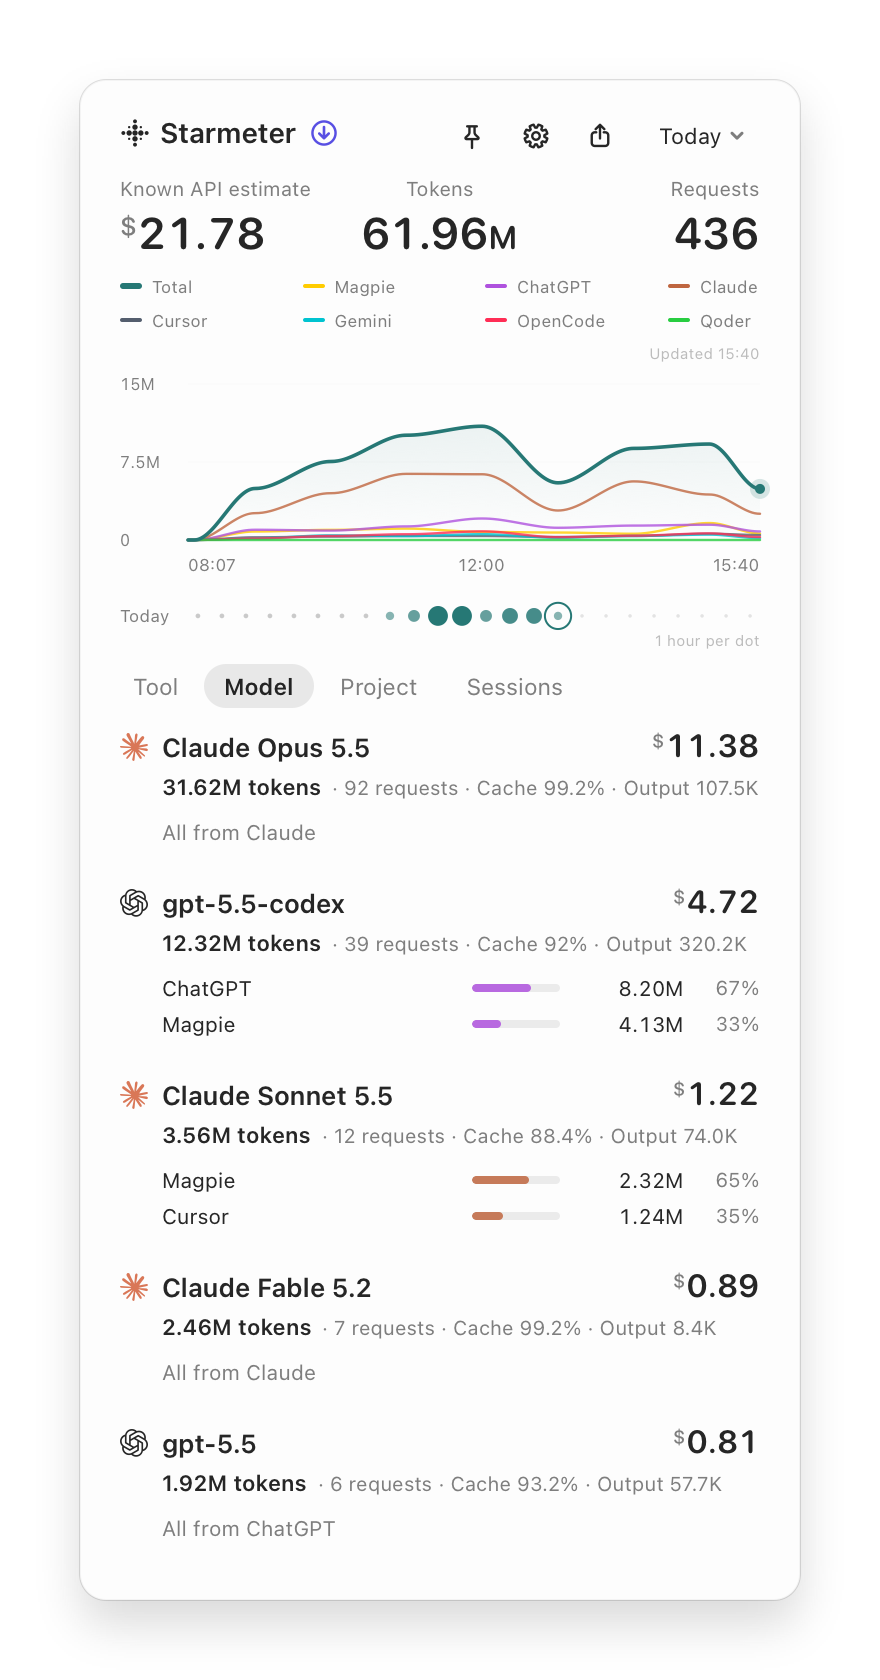 Starmeter Today
Known API estimate Tokens Requests
$21.78 61.96M 436
Total Magpie ChatGPT Claude
Cursor Gemini OpenCode Qoder
Updated 15:40
15M
7.5M
0
08:07 12:00 15:40
Today
1 hour per dot
Tool Model Project Sessions
Claude Opus 5.5 $11.38
31.62M tokens · 92 requests · Cache 99.2% · Output 107.5K
All from Claude
gpt-5.5-codex $4.72
12.32M tokens · 39 requests · Cache 92% · Output 320.2K
ChatGPT 8.20M 67%
Magpie 4.13M 33%
Claude Sonnet 5.5 $1.22
3.56M tokens · 12 requests · Cache 88.4% · Output 74.0K
Magpie 2.32M 65%
Cursor 1.24M 35%
Claude Fable 5.2 $0.89
2.46M tokens · 7 requests · Cache 99.2% · Output 8.4K
All from Claude
gpt-5.5 $0.81
1.92M tokens · 6 requests · Cache 93.2% · Output 57.7K
All from ChatGPT